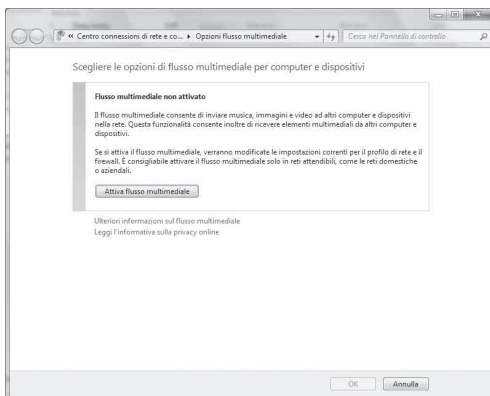 « Centro connessioni di rete e co... ▸ Opzioni flusso multimediale
Cerca nel Pannello di controllo
Scegliere le opzioni di flusso multimediale per computer e dispositivi
Flusso multimediale non attivato
Il flusso multimediale consente di inviare musica, immagini e video ad altri computer e dispositivi
nella rete. Questa funzionalità consente inoltre di ricevere elementi multimediali da altri computer e
dispositivi.
Se si attiva il flusso multimediale, verranno modificate le impostazioni correnti per il profilo di rete e il
firewall. È consigliabile attivare il flusso multimediale solo in reti attendibili, come le reti domestiche
o aziendali.
Attiva flusso multimediale
Ulteriori informazioni sul flusso multimediale
Leggi l'informativa sulla privacy online
OK
Annulla